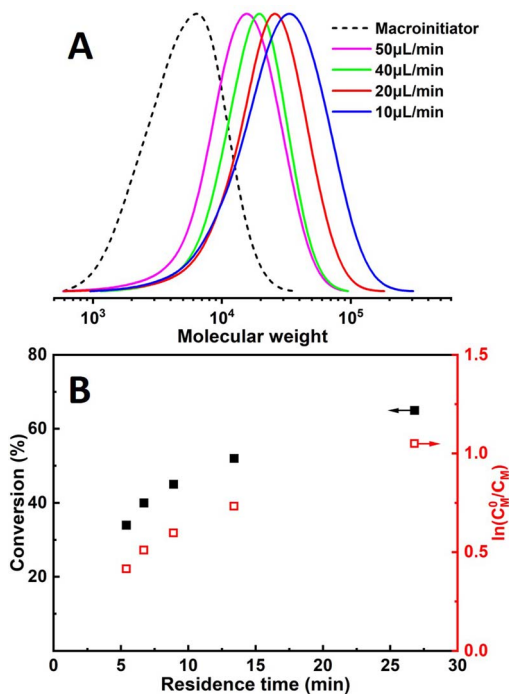 A
Macroinitiator
50μL/min
40μL/min
20μL/min
10μL/min
10³ 10⁴ 10⁵
Molecular weight
B
80
60
40
20
Conversion (%)
0 5 10 15 20 25 30
Residence time (min)
1.5
1.0
0.5
0.0
ln(C⁰M/CM)